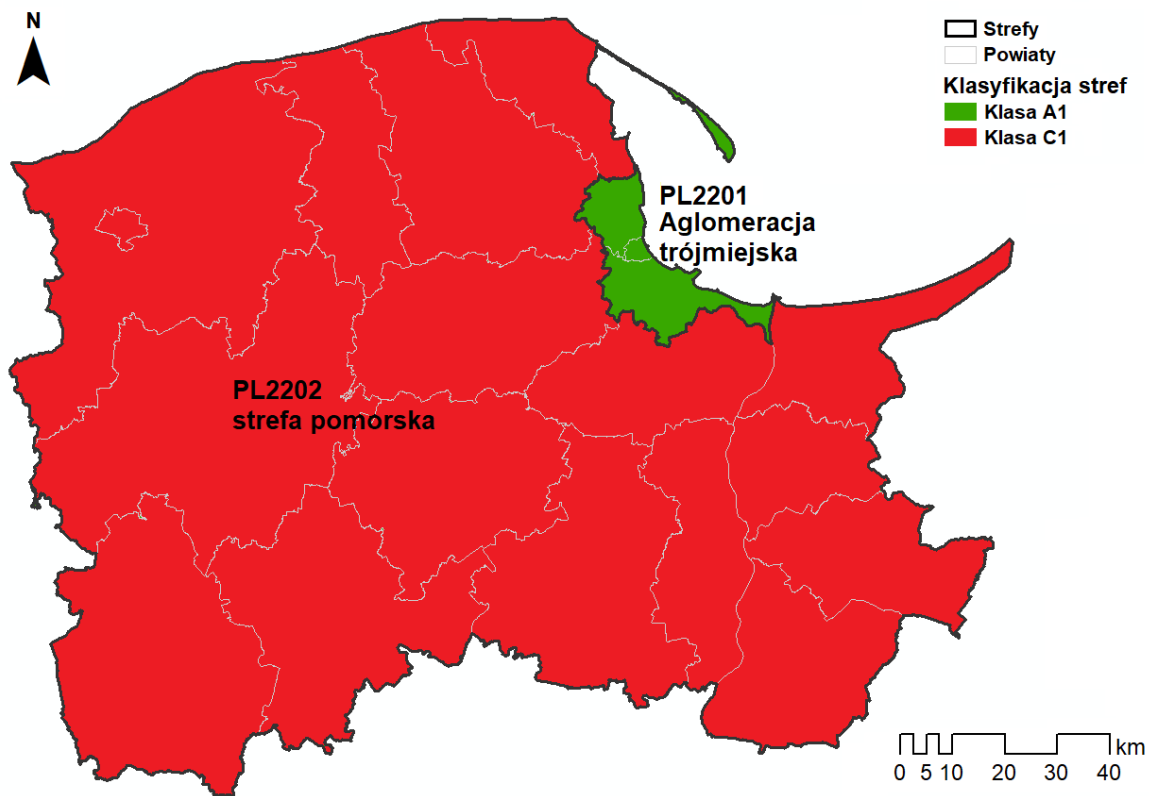 N
Strefy
Powiaty
Klasyfikacja stref
Klasa A1
Klasa C1
PL2201
Aglomeracja
trójmiejska
PL2202
strefa pomorska
km
0 5 10 20 30 40